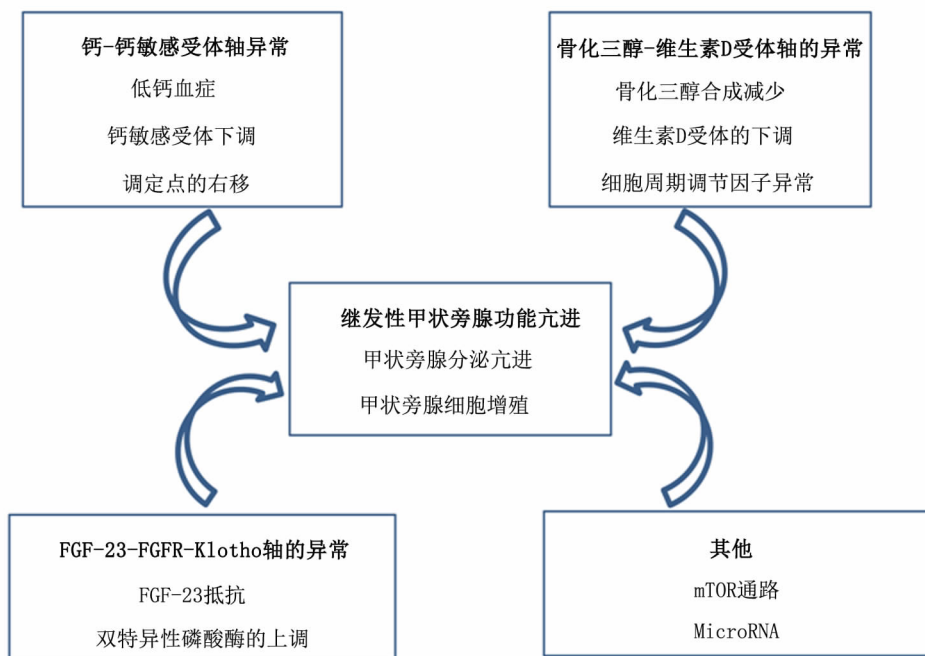 钙-钙敏感受体轴异常
低钙血症
钙敏感受体下调
调定点的右移
骨化三醇-维生素D受体轴的异常
骨化三醇合成减少
维生素D受体的下调
细胞周期调节因子异常
继发性甲状旁腺功能亢进
甲状旁腺分泌亢进
甲状旁腺细胞增殖
FGF-23-FGFR-Klotho轴的异常
FGF-23抵抗
双特异性磷酸酶的上调
其他
mTOR通路
MicroRNA